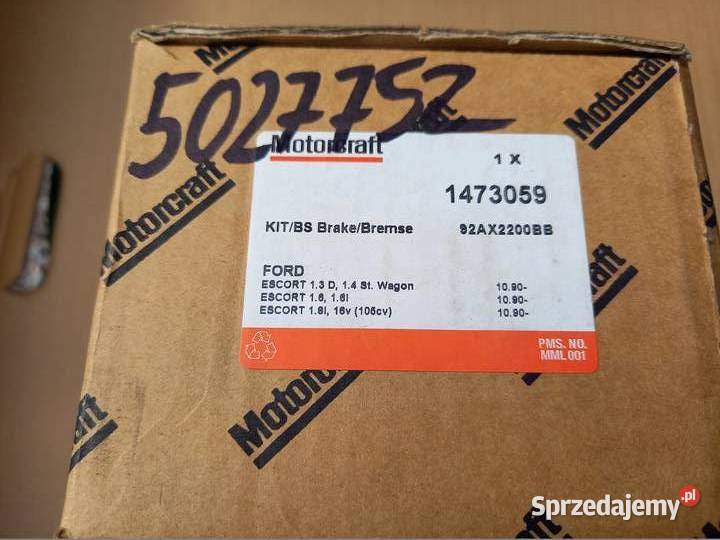 5027752
Motorcraft
Motorcraft
Motorcraft
Motorcraft
1 X
1473059
KIT/BS Brake/Bremse 92AX2200BB
FORD
ESCORT 1.3 D, 1.4 St. Wagon 10.90-
ESCORT 1.6, 1.6i 10.90-
ESCORT 1.8i, 16v (105cv) 10.90-
PMS. NO.
MML 001
Motorcraft
Motorcraft
Motorcraft
Sprzedajemy.pl